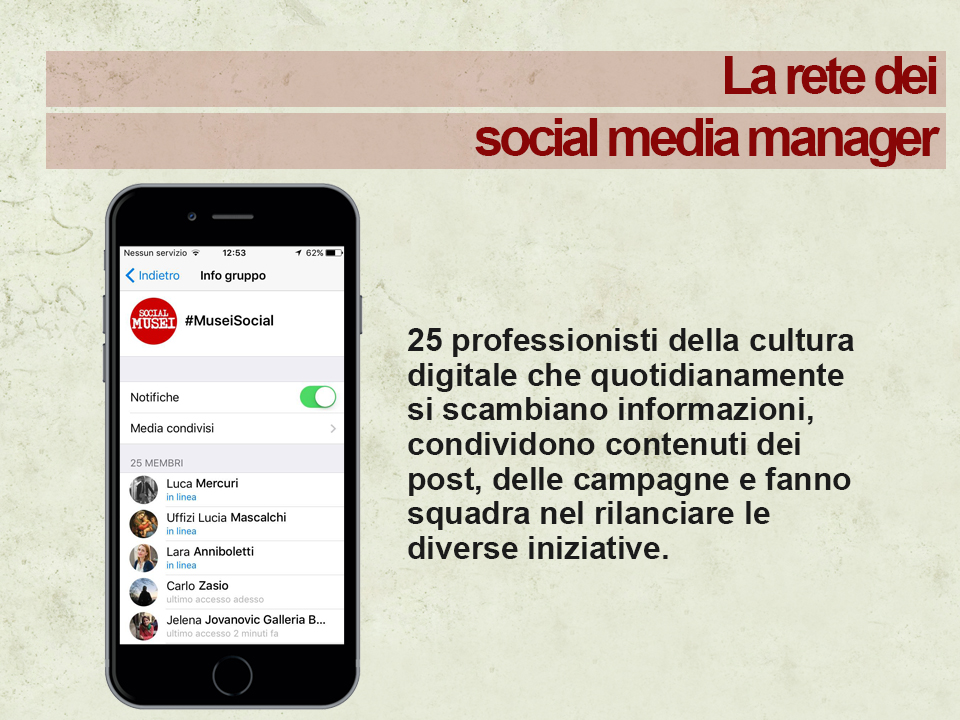 La rete dei
social media manager
Nessun servizio 12:53 62%
Indietro Info gruppo
SOCIAL
MUSEI
#MuseiSocial
Notifiche
Media condivisi
25 MEMBRI
Luca Mercuri
in linea
Uffizi Lucia Mascalchi
in linea
Lara Anniboletti
in linea
Carlo Zasio
ultimo accesso adesso
Jelena Jovanovic Galleria B...
ultimo accesso 2 minuti fa
25 professionisti della cultura
digitale che quotidianamente
si scambiano informazioni,
condividono contenuti dei
post, delle campagne e fanno
squadra nel rilanciare le
diverse iniziative.